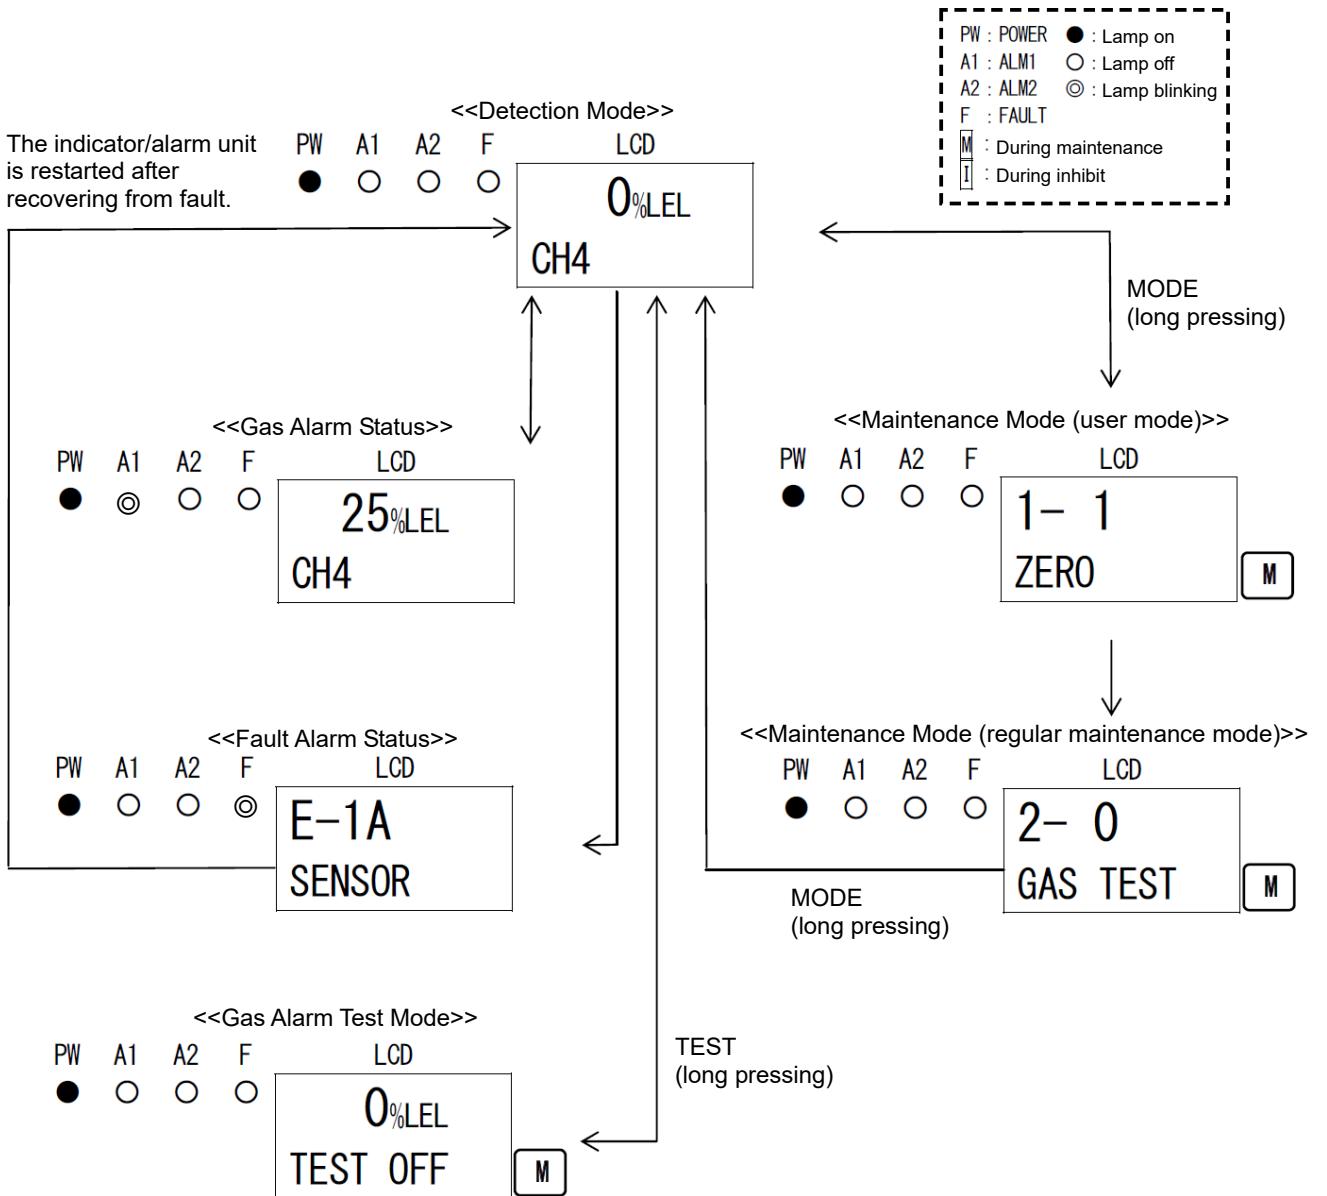 PW : POWER ● : Lamp on
A1 : ALM1 ○ : Lamp off
A2 : ALM2 ◎ : Lamp blinking
F : FAULT
M : During maintenance
I : During inhibit
<<Detection Mode>>
The indicator/alarm unit
is restarted after
recovering from fault.
PW A1 A2 F LCD
0%LEL
CH4
MODE
(long pressing)
<<Gas Alarm Status>>
PW A1 A2 F LCD
25%LEL
CH4
<<Maintenance Mode (user mode)>>
PW A1 A2 F LCD
1- 1
ZERO
M
<<Fault Alarm Status>>
PW A1 A2 F LCD
E-1A
SENSOR
<<Maintenance Mode (regular maintenance mode)>>
PW A1 A2 F LCD
2- 0
GAS TEST
M
MODE
(long pressing)
<<Gas Alarm Test Mode>>
PW A1 A2 F LCD
0%LEL
TEST OFF
M
TEST
(long pressing)